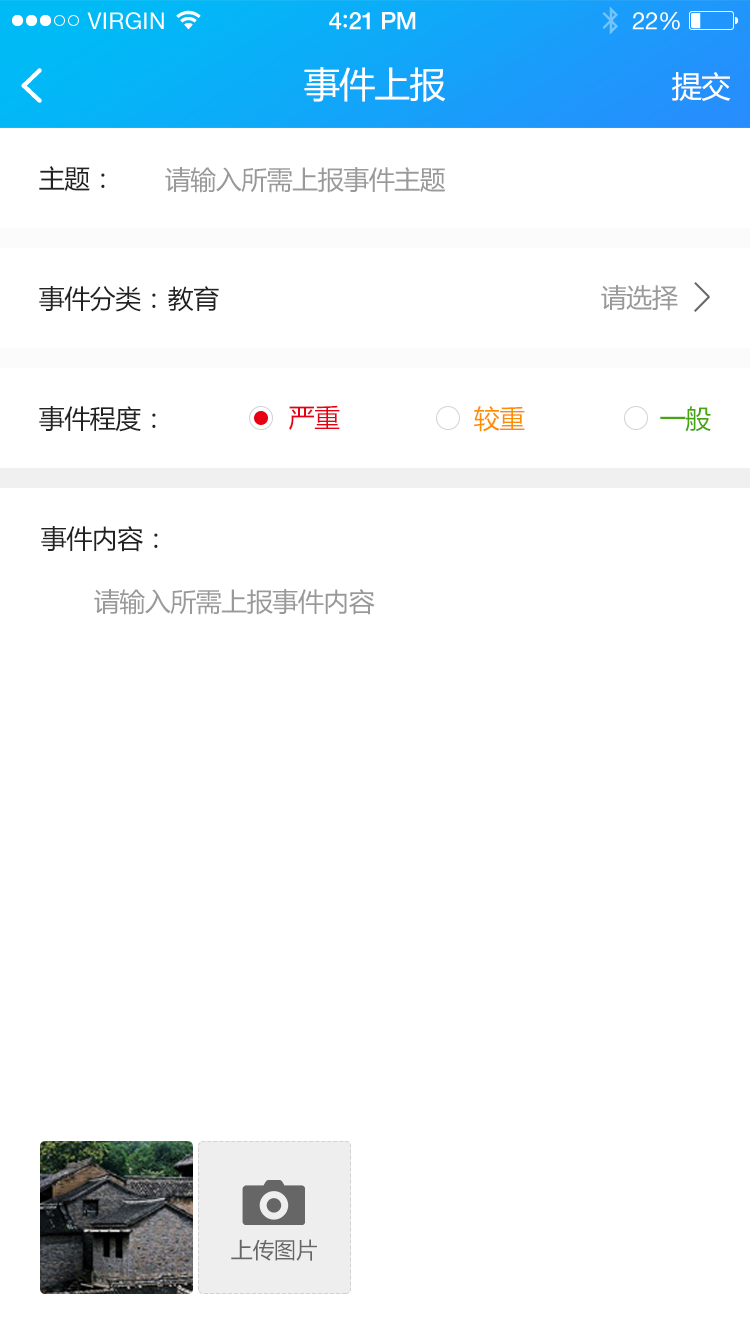 VIRGIN 4:21 PM 22%
事件上报 提交
主题： 请输入所需上报事件主题
事件分类：教育 请选择
事件程度： 严重 较重 一般
事件内容：
请输入所需上报事件内容
上传图片